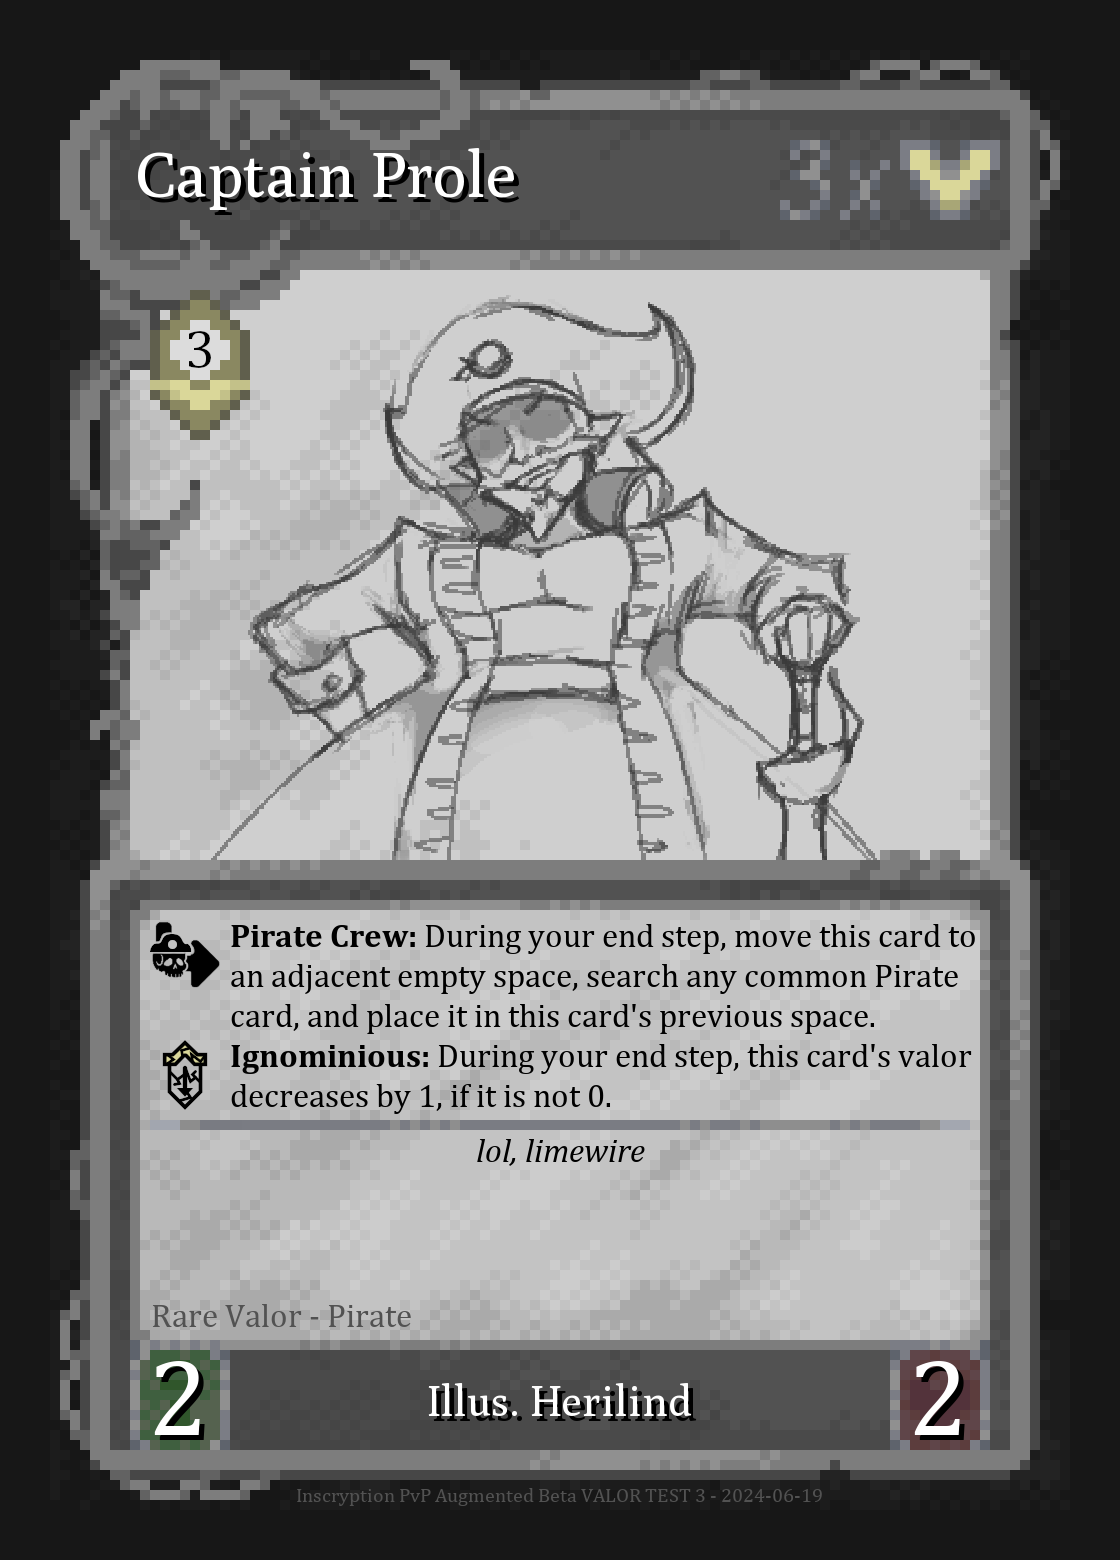 Captain Prole
3x
3
Pirate Crew: During your end step, move this card to
an adjacent empty space, search any common Pirate
card, and place it in this card's previous space.
Ignominious: During your end step, this card's valor
decreases by 1, if it is not 0.
lol, limewire
Rare Valor - Pirate
2
Illus. Herilind
2
Inscryption PvP Augmented Beta VALOR TEST 3 - 2024-06-19